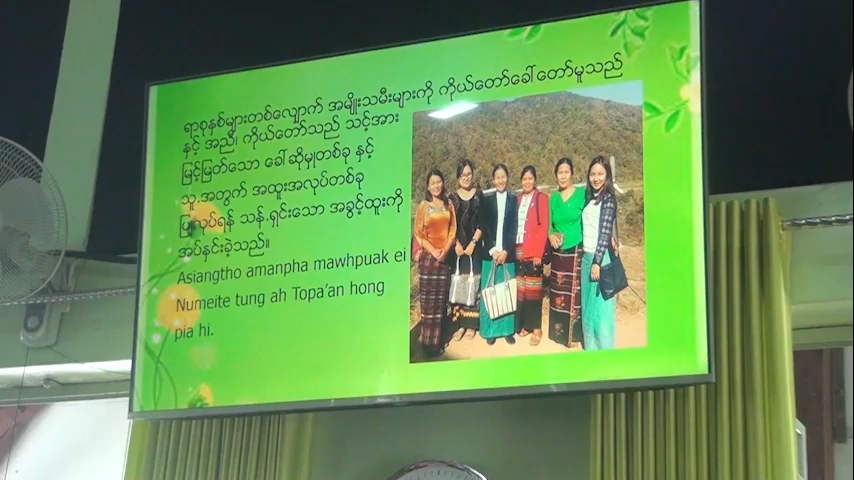 ရာစုနှစ်များတစ်လျှောက် အမျိုးသမီးများကို ကိုယ်တော်ခေါ်တော်မူသည်
နှင့် အညီ၊ ကိုယ်တော်သည် သင့်အား
မြင့်မြတ်သော ခေါ်ဆိုမှုတစ်ခု နှင့်
သူ့အတွက် အထူးအလုပ်တစ်ခု
ပြုလုပ်ရန် သန့်ရှင်းသော အခွင့်ထူးကို
အပ်နှင်းခဲ့သည်။
Asiangtho amanpha mawhpuak ei
Numeite tung ah Topa'an hong
pia hi.